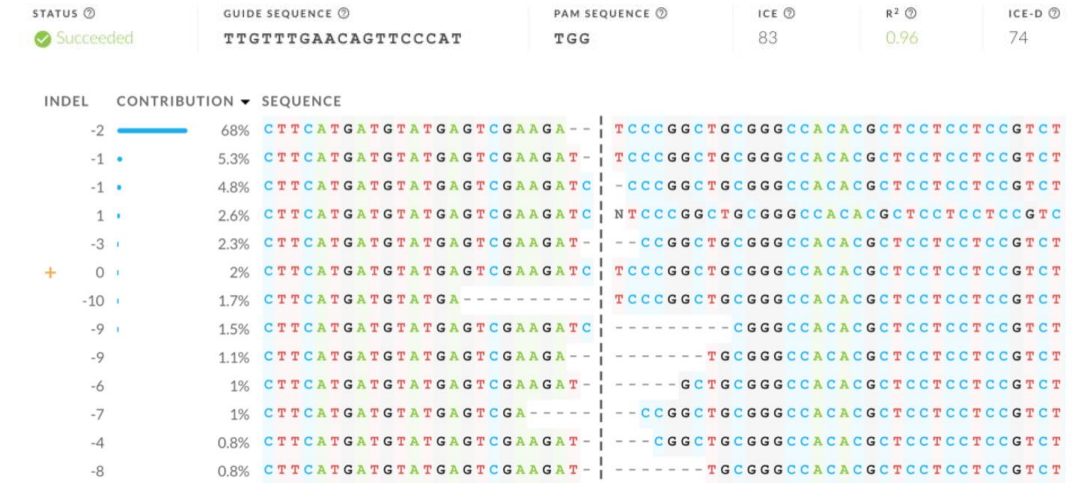 STATUS ? GUIDE SEQUENCE ? PAM SEQUENCE ? ICE ? R² ? ICE-D ?
Succeeded TTGTTTGAACAGTTCCCAT TGG 83 0.96 74
INDEL CONTRIBUTION SEQUENCE
-2 68% CTTCATGATGTATGAGTCGAAGA-- TCCCGGCTGCGGGCCACACGCTCCTCCTCCGTCT
-1 5.3% CTTCATGATGTATGAGTCGAAGAT- TCCCGGCTGCGGGCCACACGCTCCTCCTCCGTCT
-1 4.8% CTTCATGATGTATGAGTCGAAGATC -CCCGGCTGCGGGCCACACGCTCCTCCTCCGTCT
1 2.6% CTTCATGATGTATGAGTCGAAGATC NTCCCGGCTGCGGGCCACACGCTCCTCCTCCGTC
-3 2.3% CTTCATGATGTATGAGTCGAAGAT- --CCGGCTGCGGGCCACACGCTCCTCCTCCGTCT
+ 0 2% CTTCATGATGTATGAGTCGAAGATC TCCCGGCTGCGGGCCACACGCTCCTCCTCCGTCT
-10 1.7% CTTCATGATGTATGA---------- TCCCGGCTGCGGGCCACACGCTCCTCCTCCGTCT
-9 1.5% CTTCATGATGTATGAGTCGAAGATC ---------CGGGCCACACGCTCCTCCTCCGTCT
-9 1.1% CTTCATGATGTATGAGTCGAAGA-- -------TGCGGGCCACACGCTCCTCCTCCGTCT
-6 1% CTTCATGATGTATGAGTCGAAGAT- -----GCTGCGGGCCACACGCTCCTCCTCCGTCT
-7 1% CTTCATGATGTATGAGTCGA----- --CCGGCTGCGGGCCACACGCTCCTCCTCCGTCT
-4 0.8% CTTCATGATGTATGAGTCGAAGAT- ---CGGCTGCGGGCCACACGCTCCTCCTCCGTCT
-8 0.8% CTTCATGATGTATGAGTCGAAGAT- -------TGCGGGCCACACGCTCCTCCTCCGTCT